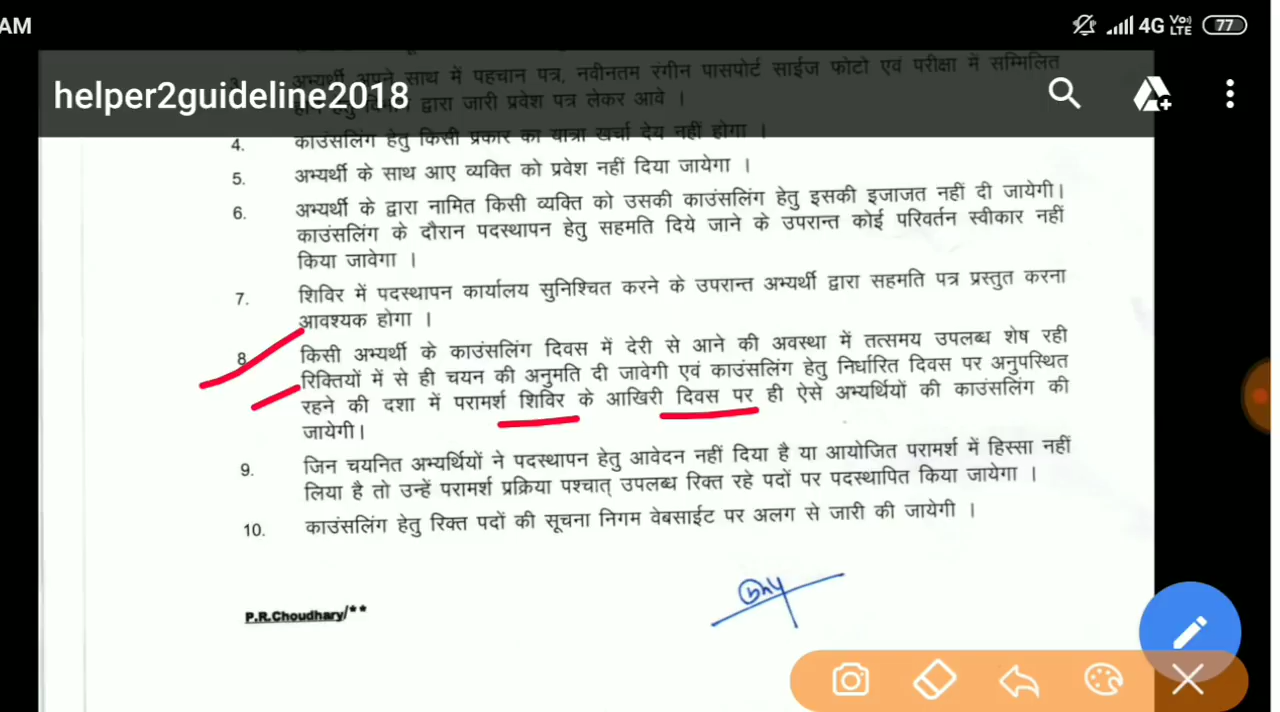 AM
4G VoD LTE 77
3. अभ्यर्थी अपने साथ में पहचान पत्र, नवीनतम रंगीन पासपोर्ट साईज फोटो एवं परीक्षा में सम्मिलित
helper2guideline2018
होने हेतु विभाग द्वारा जारी प्रवेश पत्र लेकर आवे ।
4. काउंसलिंग हेतु किसी प्रकार का यात्रा खर्चा देय नहीं होगा ।
5. अभ्यर्थी के साथ आए व्यक्ति को प्रवेश नहीं दिया जायेगा ।
6. अभ्यर्थी के द्वारा नामित किसी व्यक्ति को उसकी काउंसलिंग हेतु इसकी इजाजत नहीं दी जायेगी।
काउंसलिंग के दौरान पदस्थापन हेतु सहमति दिये जाने के उपरान्त कोई परिवर्तन स्वीकार नहीं
किया जावेगा ।
7. शिविर में पदस्थापन कार्यालय सुनिश्चित करने के उपरान्त अभ्यर्थी द्वारा सहमति पत्र प्रस्तुत करना
आवश्यक होगा ।
8 किसी अभ्यर्थी के काउंसलिंग दिवस में देरी से आने की अवस्था में तत्समय उपलब्ध शेष रही
रिक्तियों में से ही चयन की अनुमति दी जावेगी एवं काउंसलिंग हेतु निर्धारित दिवस पर अनुपस्थित
रहने की दशा में परामर्श शिविर के आखिरी दिवस पर ही ऐसे अभ्यर्थियों की काउंसलिंग की
जायेगी।
9. जिन चयनित अभ्यर्थियों ने पदस्थापन हेतु आवेदन नहीं दिया है या आयोजित परामर्श में हिस्सा नहीं
लिया है तो उन्हें परामर्श प्रक्रिया पश्चात् उपलब्ध रिक्त रहे पदों पर पदस्थापित किया जायेगा ।
10. काउंसलिंग हेतु रिक्त पदों की सूचना निगम वेबसाईट पर अलग से जारी की जायेगी ।
P.R.Choudhary/**